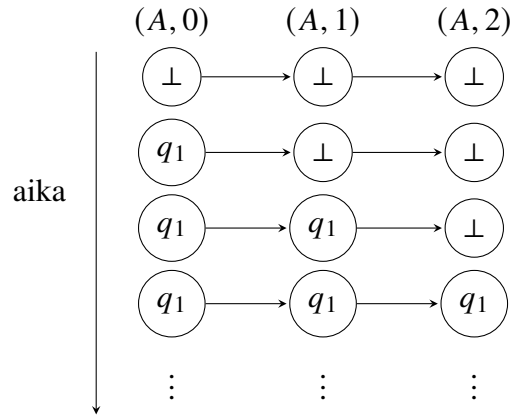 (A, 0) (A, 1) (A, 2)
⊥ ⊥ ⊥
q₁ ⊥ ⊥
aika
q₁ q₁ ⊥
q₁ q₁ q₁
⋮ ⋮ ⋮